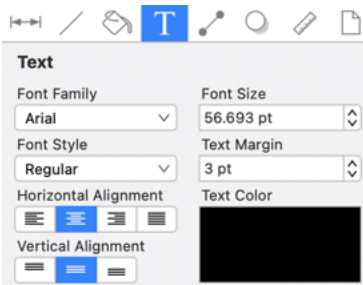 T
Text
Font Family Font Size
Arial 56.693 pt
Font Style Text Margin
Regular 3 pt
Horizontal Alignment Text Color
Vertical Alignment